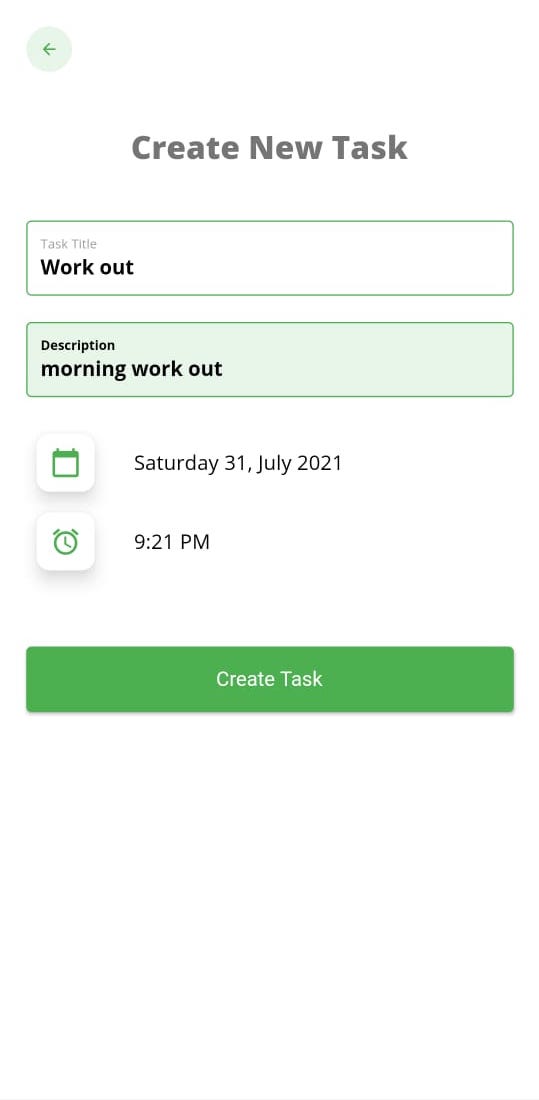 Create New Task
Task Title
Work out
Description
morning work out
Saturday 31, July 2021
9:21 PM
Create Task